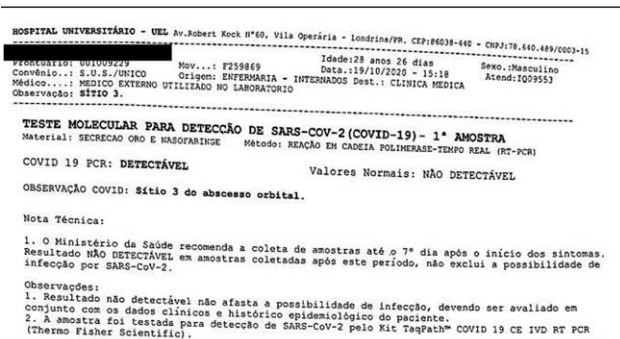 HOSPITAL UNIVERSITÁRIO - UEL Av.Robert Kock N°60, Vila Operária - Londrina/PR. CEP:86038-440 - CNPJ:78.640.489/0003-15
Prontuário: 001009229 Mov...: F259869 Idade:28 anos 26 dias Sexo.:Masculino
Convênio..: S.U.S./UNICO Origem: ENFERMARIA - INTERNADOS Dest.: CLINICA MEDICA Data.:19/10/2020 - 15:18 Atend:IQ09553
Médico....: MEDICO EXTERNO UTILIZADO NO LABORATORIO
Observação: SÍTIO 3.
TESTE MOLECULAR PARA DETECÇÃO DE SARS-COV-2(COVID-19)- 1ª AMOSTRA
Material: SECRECAO ORO E NASOFARINGE Método: REAÇÃO EM CADEIA POLIMERASE-TEMPO REAL (RT-PCR)
COVID 19 PCR: DETECTÁVEL Valores Normais: NÃO DETECTÁVEL
OBSERVAÇÃO COVID: Sítio 3 do abscesso orbital.
Nota Técnica:
1. O Ministério da Saúde recomenda a coleta de amostras até o 7° dia após o início dos sintomas.
Resultado NÃO DETECTÁVEL em amostras coletadas após este período, não exclui a possibilidade de
infecção por SARS-CoV-2.
Observações:
1. Resultado não detectável não afasta a possibilidade de infecção, devendo ser avaliado em
conjunto com os dados clínicos e histórico epidemiológico do paciente.
2. A amostra foi testada para detecção de SARS-CoV-2 pelo Kit TaqPath™ COVID 19 CE IVD RT PCR
(Thermo Fisher Scientific).